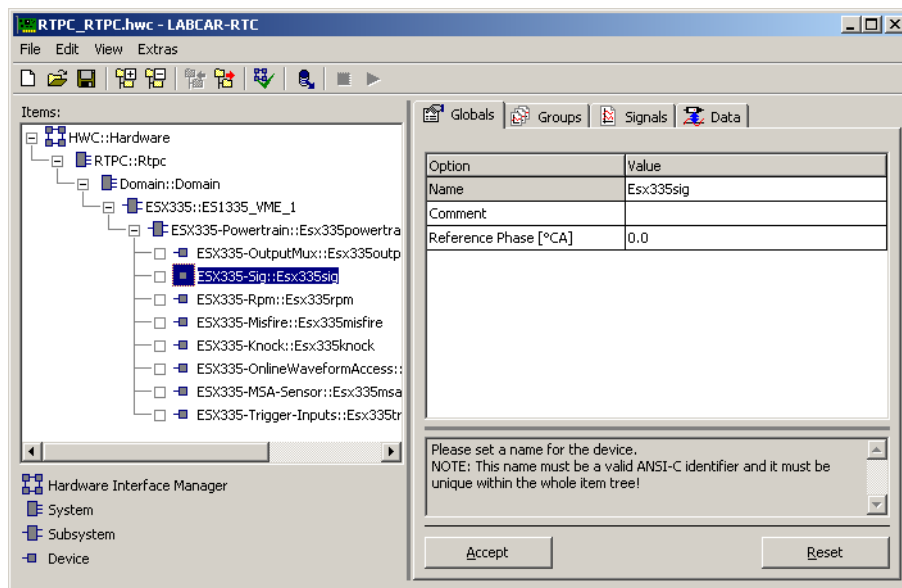 RTPC_RTPC.hwc - LABCAR-RTC
File Edit View Extras
Items:
HWC::Hardware
RTPC::Rtpc
Domain::Domain
ESX335::ES1335_VME_1
ESX335-Powertrain::Esx335powertra
ESX335-OutputMux::Esx335outp
ESX335-Sig::Esx335sig
ESX335-Rpm::Esx335rpm
ESX335-Misfire::Esx335misfire
ESX335-Knock::Esx335knock
ESX335-OnlineWaveformAccess::
ESX335-MSA-Sensor::Esx335msa
ESX335-Trigger-Inputs::Esx335tr
Hardware Interface Manager
System
Subsystem
Device
Globals Groups Signals Data
Option Value
Name Esx335sig
Comment
Reference Phase [°CA] 0.0
Please set a name for the device.
NOTE: This name must be a valid ANSI-C identifier and it must be
unique within the whole item tree!
Accept Reset